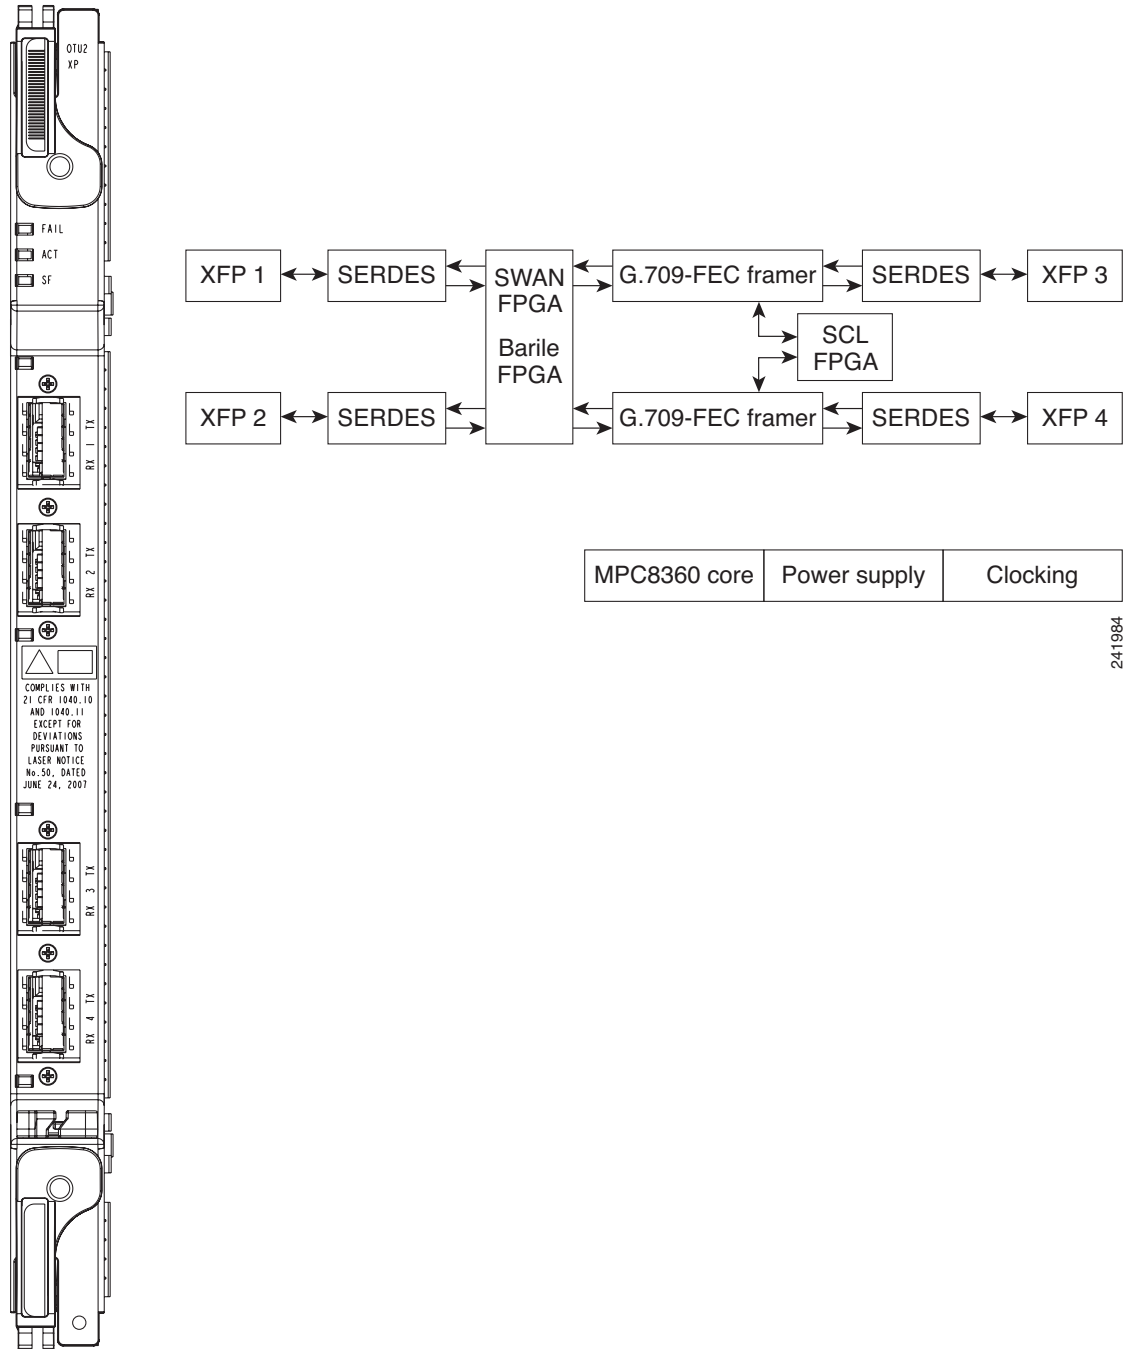 OTU2
XP
FAIL
ACT
SF
RX 1 TX
RX 2 TX
COMPLIES WITH
21 CFR 1040.10
AND 1040.11
EXCEPT FOR
DEVIATIONS
PURSUANT TO
LASER NOTICE
No.50, DATED
JUNE 24, 2007
RX 3 TX
RX 4 TX
XFP 1
SERDES
SWAN
FPGA
Barile
FPGA
G.709-FEC framer
SERDES
XFP 3
SCL
FPGA
XFP 2
SERDES
G.709-FEC framer
SERDES
XFP 4
MPC8360 core
Power supply
Clocking
241984